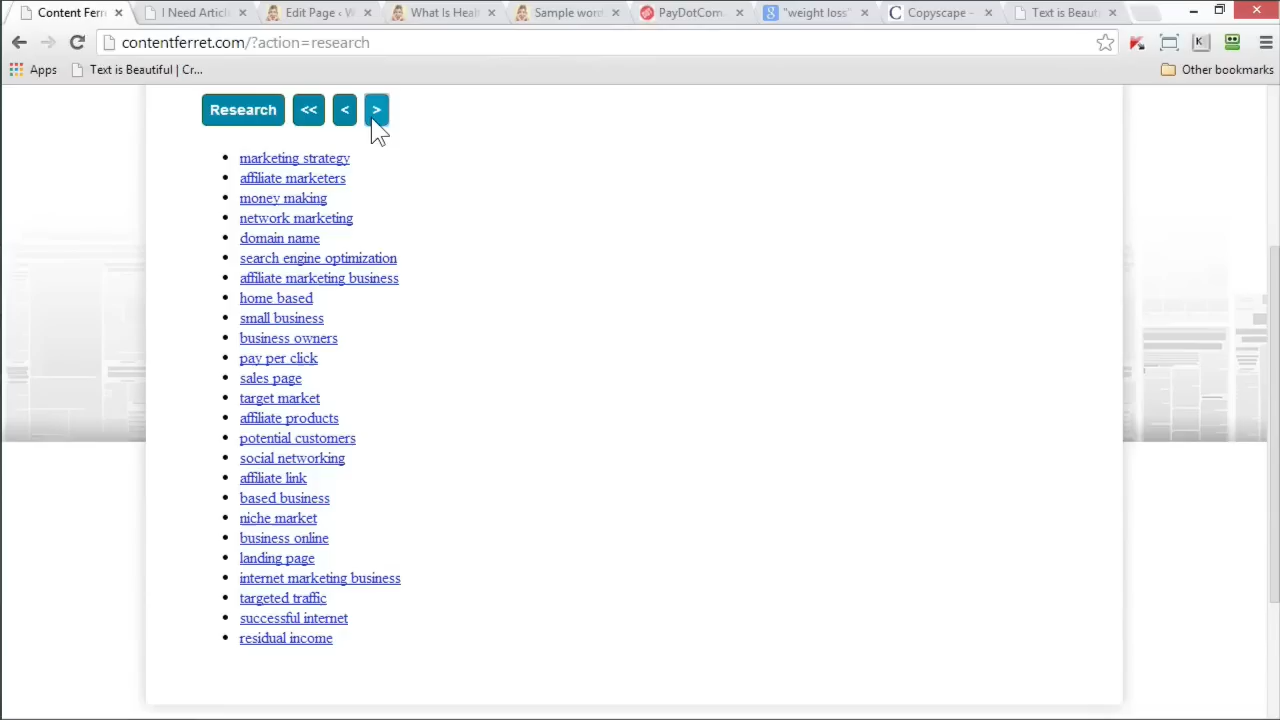 Content Ferr
I Need Article
Edit Page ‹ W
What Is Healt
Sample word
PayDotCom
"weight loss"
Copyscape -
Text is Beaut
contentferret.com/?action=research
Apps
Text is Beautiful | Cr...
Other bookmarks
Research << < >
marketing strategy
affiliate marketers
money making
network marketing
domain name
search engine optimization
affiliate marketing business
home based
small business
business owners
pay per click
sales page
target market
affiliate products
potential customers
social networking
affiliate link
based business
niche market
business online
landing page
internet marketing business
targeted traffic
successful internet
residual income